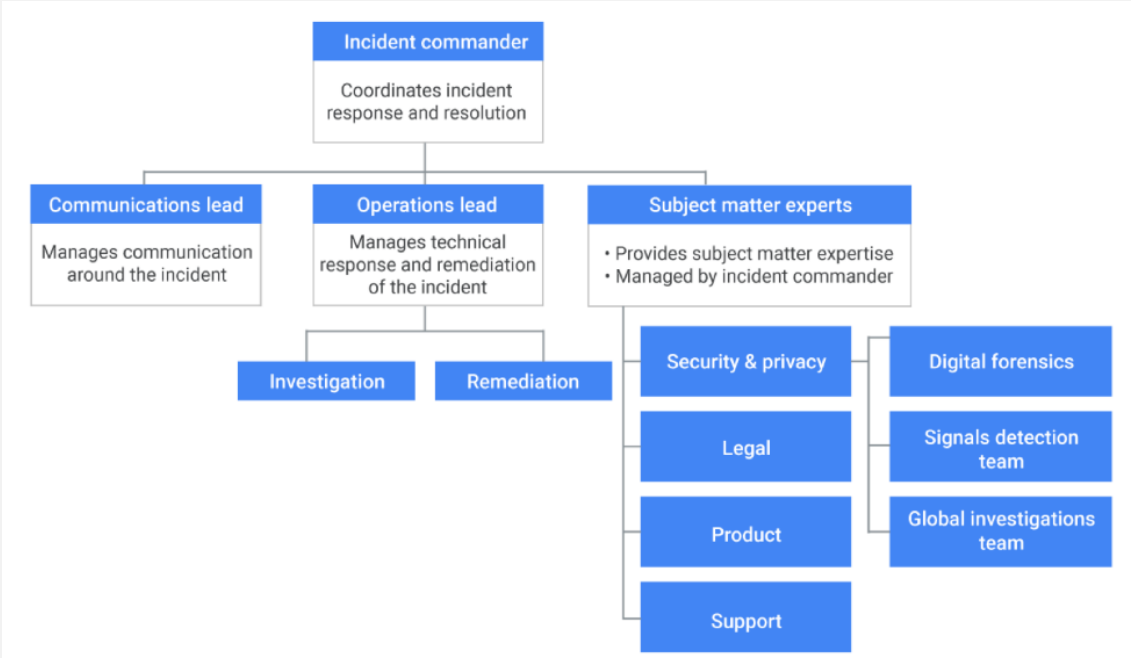 Incident commander
Coordinates incident
response and resolution
Communications lead
Manages communication
around the incident
Operations lead
Manages technical
response and remediation
of the incident
Subject matter experts
• Provides subject matter expertise
• Managed by incident commander
Investigation
Remediation
Security & privacy
Legal
Product
Support
Digital forensics
Signals detection
team
Global investigations
team